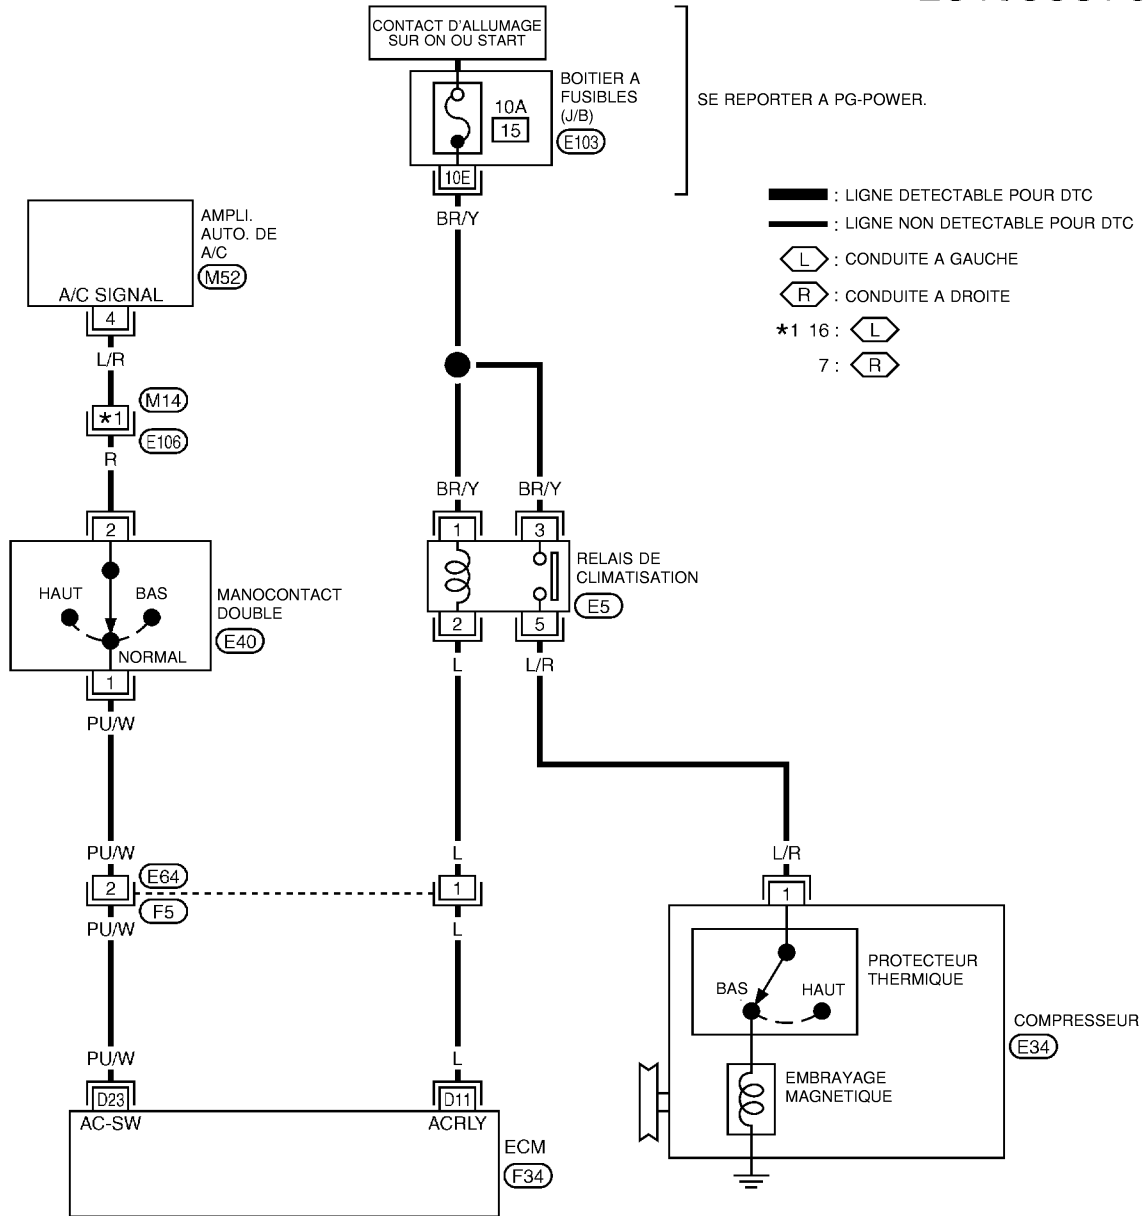 CONTACT D'ALLUMAGE
SUR ON OU START
BOITIER A
FUSIBLES
(J/B)
E103
10A
15
10E
SE REPORTER A PG-POWER.
BR/Y
: LIGNE DETECTABLE POUR DTC
: LIGNE NON DETECTABLE POUR DTC
L : CONDUITE A GAUCHE
R : CONDUITE A DROITE
*1 16 : L
7 : R
AMPLI.
AUTO. DE
A/C
M52
A/C SIGNAL
4
L/R
*1
M14
E106
R
2
HAUT
BAS
NORMAL
MANOCONTACT
DOUBLE
E40
1
PU/W
BR/Y
BR/Y
1
3
RELAIS DE
CLIMATISATION
E5
2
5
L
L/R
PU/W
L
2
E64
F5
1
PU/W
L
PU/W
L
D23
D11
AC-SW
ACRLY
ECM
F34
L/R
1
PROTECTEUR
THERMIQUE
BAS
HAUT
COMPRESSEUR
E34
EMBRAYAGE
MAGNETIQUE